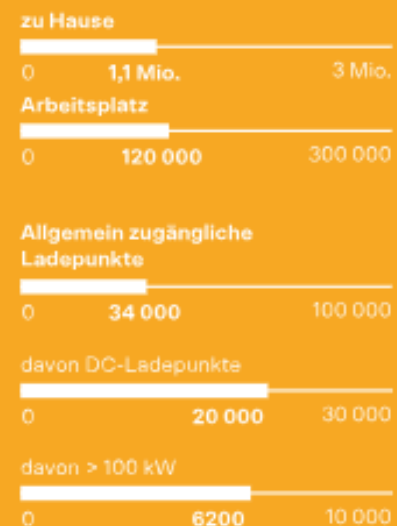 zu Hause
0 1,1 Mio. 3 Mio.
Arbeitsplatz
0 120 000 300 000
Allgemein zugängliche
Ladepunkte
0 34 000 100 000
davon DC-Ladepunkte
0 20 000 30 000
davon > 100 kW
0 6200 10 000